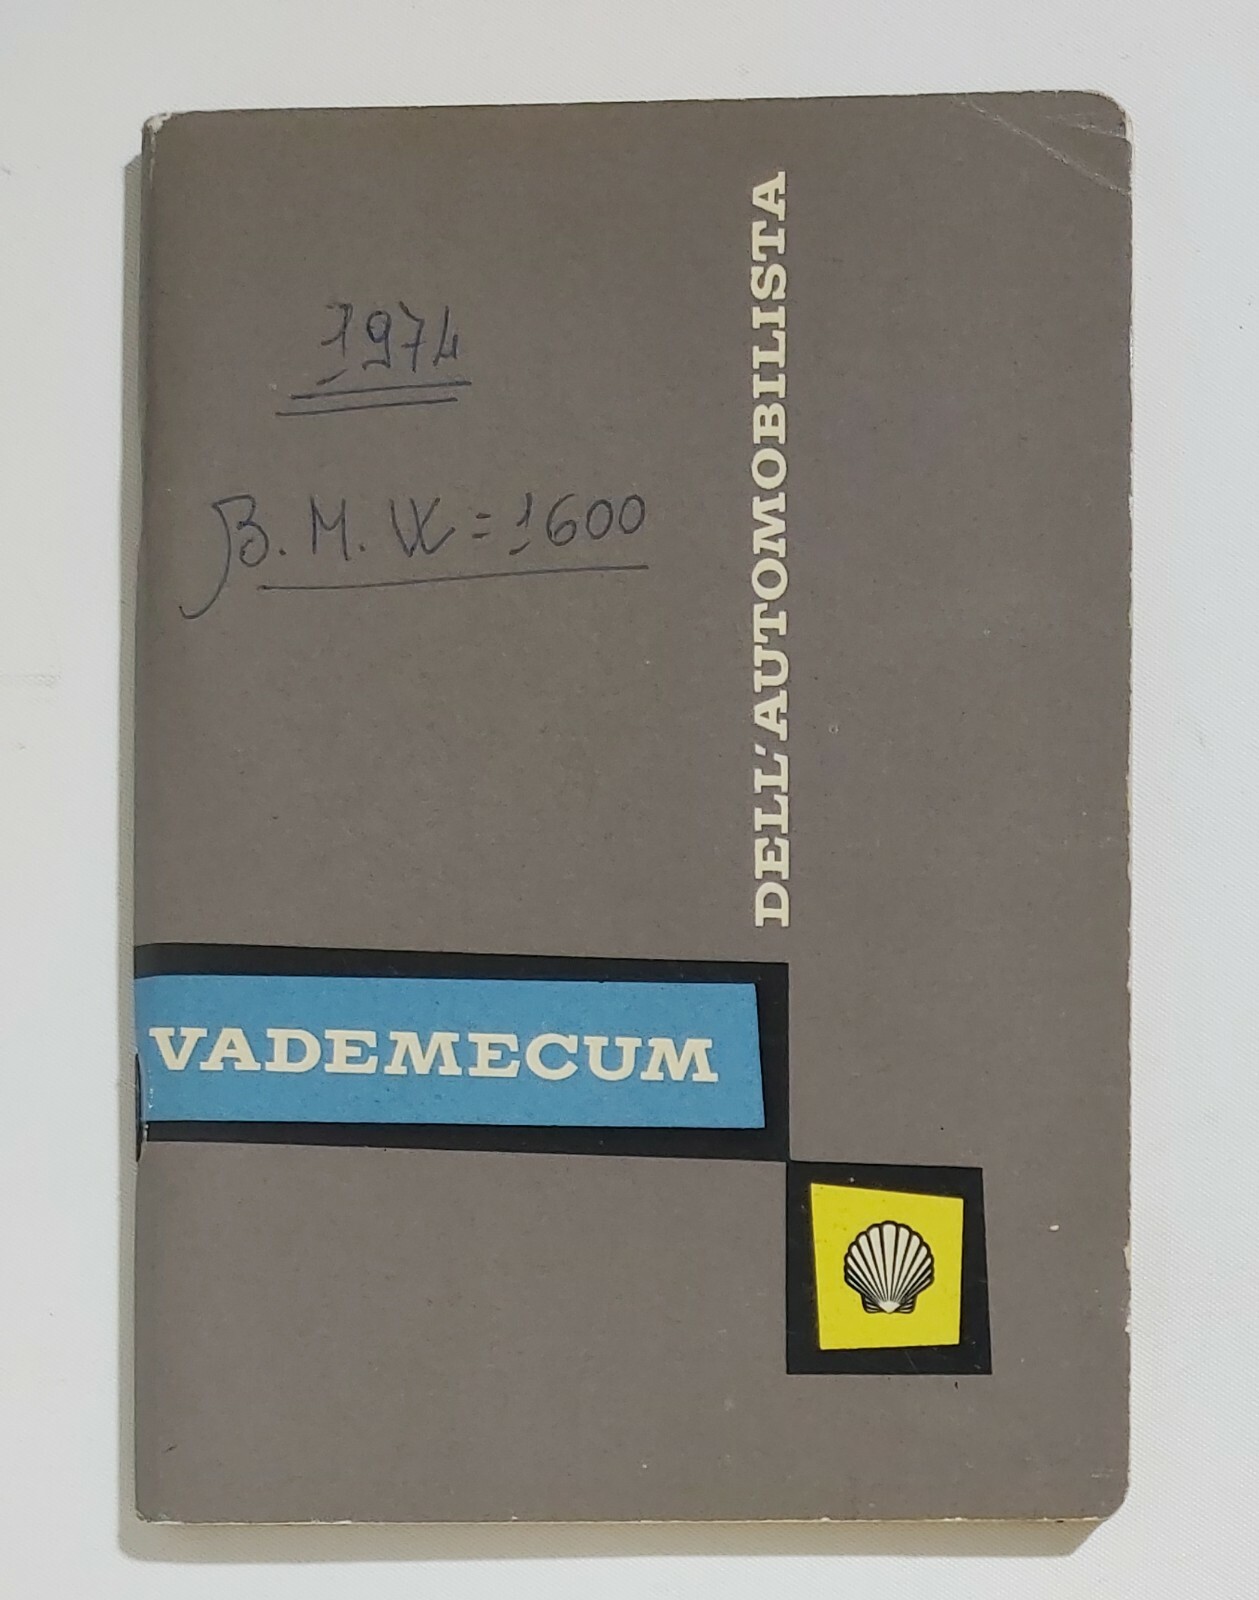 1974
B. M. W = 1600
VADEMECUM
DELL'AUTOMOBILISTA